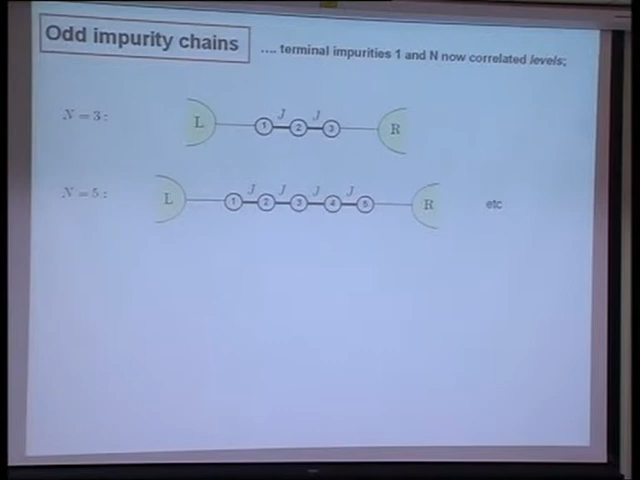 Odd impurity chains
.... terminal impurities 1 and N now correlated levels;
N = 3 :
L 1 J 2 J 3 R
N = 5 :
L 1 J 2 J 3 J 4 J 5 R
etc